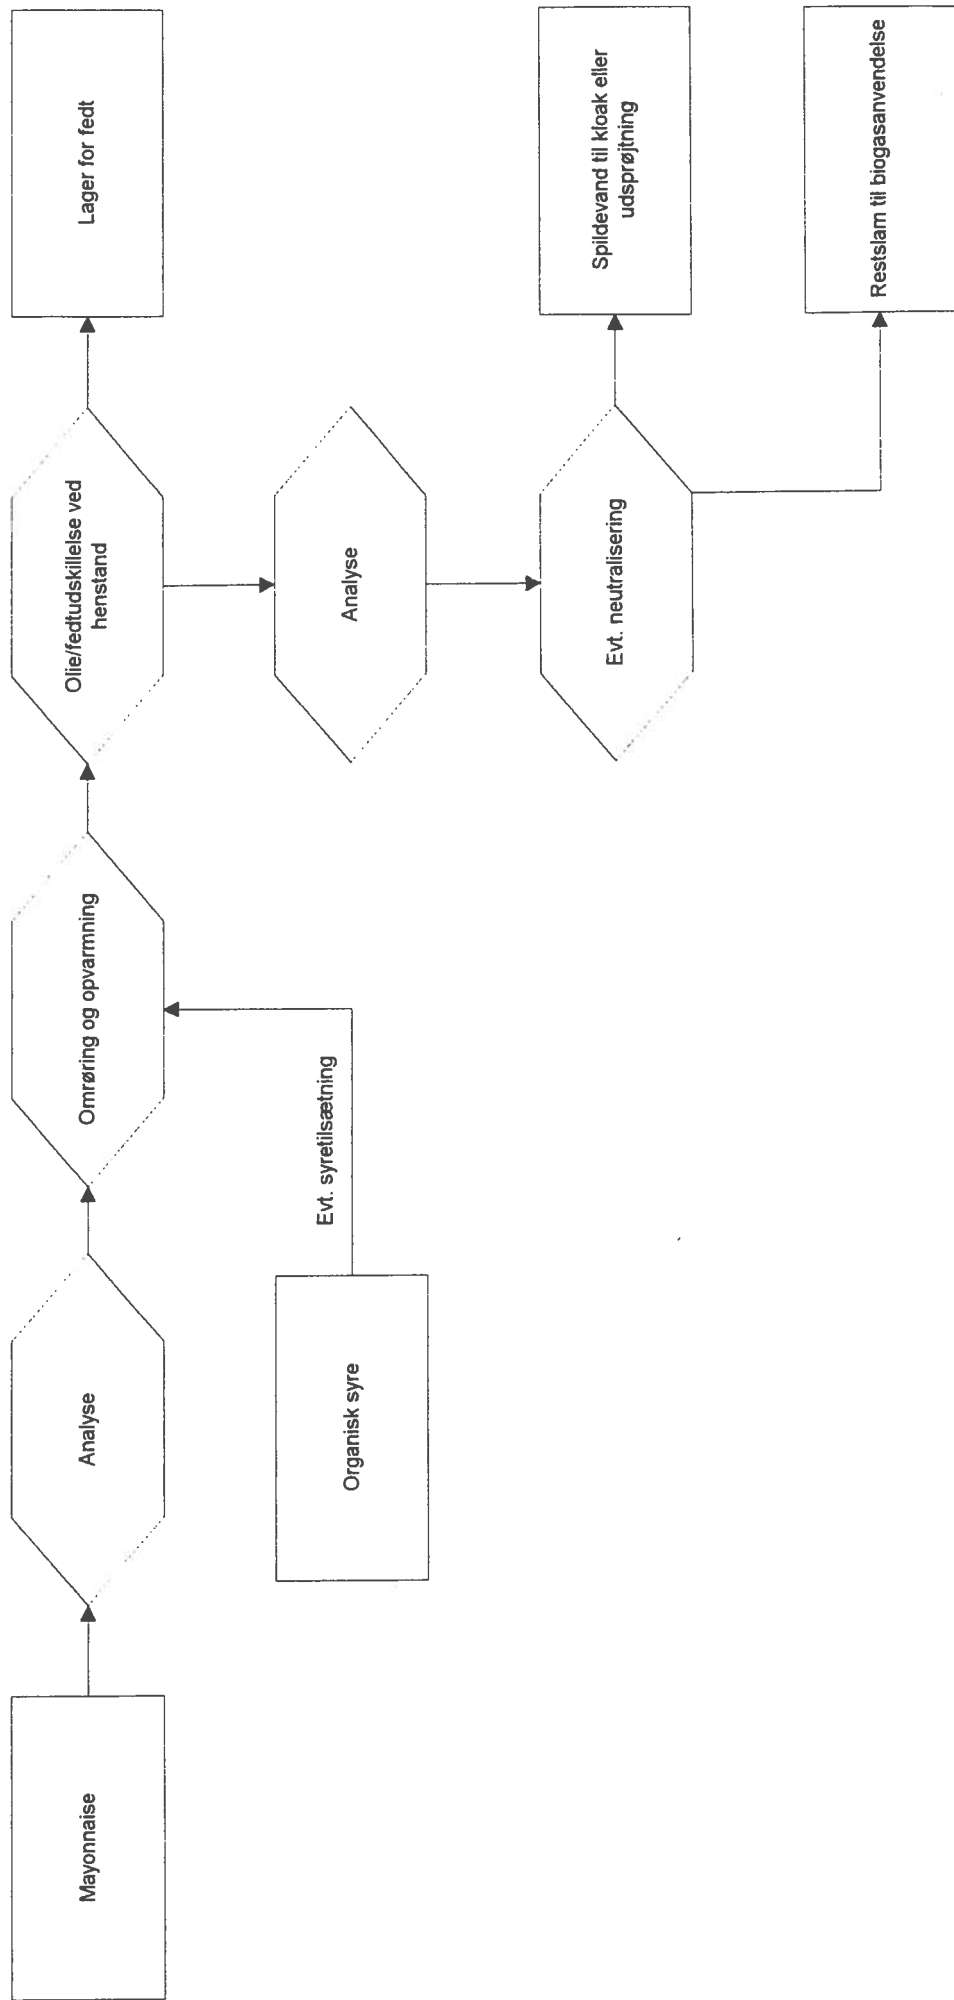 Mayonnaise
Analyse
Omrøring og opvarmning
Olie/fedtudskillelse ved
henstand
Lager for fedt
Organisk syre
Evt. syretilsætning
Analyse
Evt. neutralisering
Spildevand til kloak eller
udsprøjtning
Restslam til biogasanvendelse